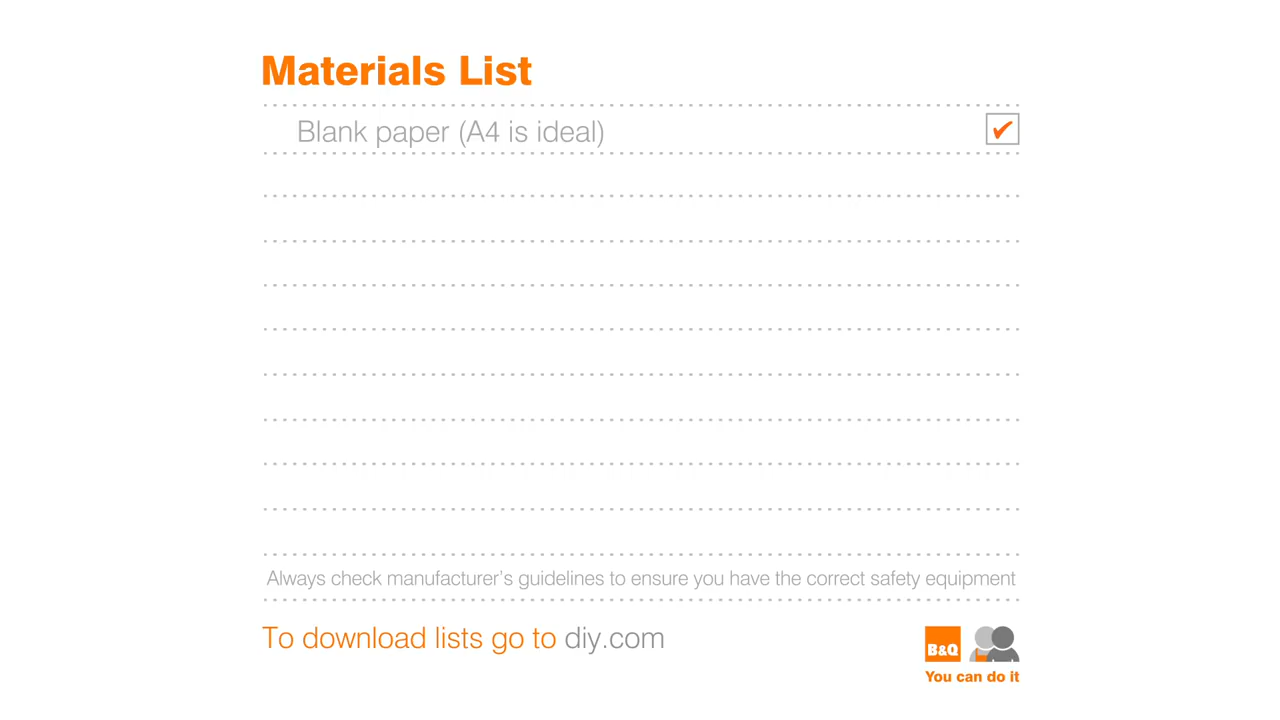 Materials List
Blank paper (A4 is ideal)
Always check manufacturer's guidelines to ensure you have the correct safety equipment
To download lists go to diy.com
B&Q
You can do it